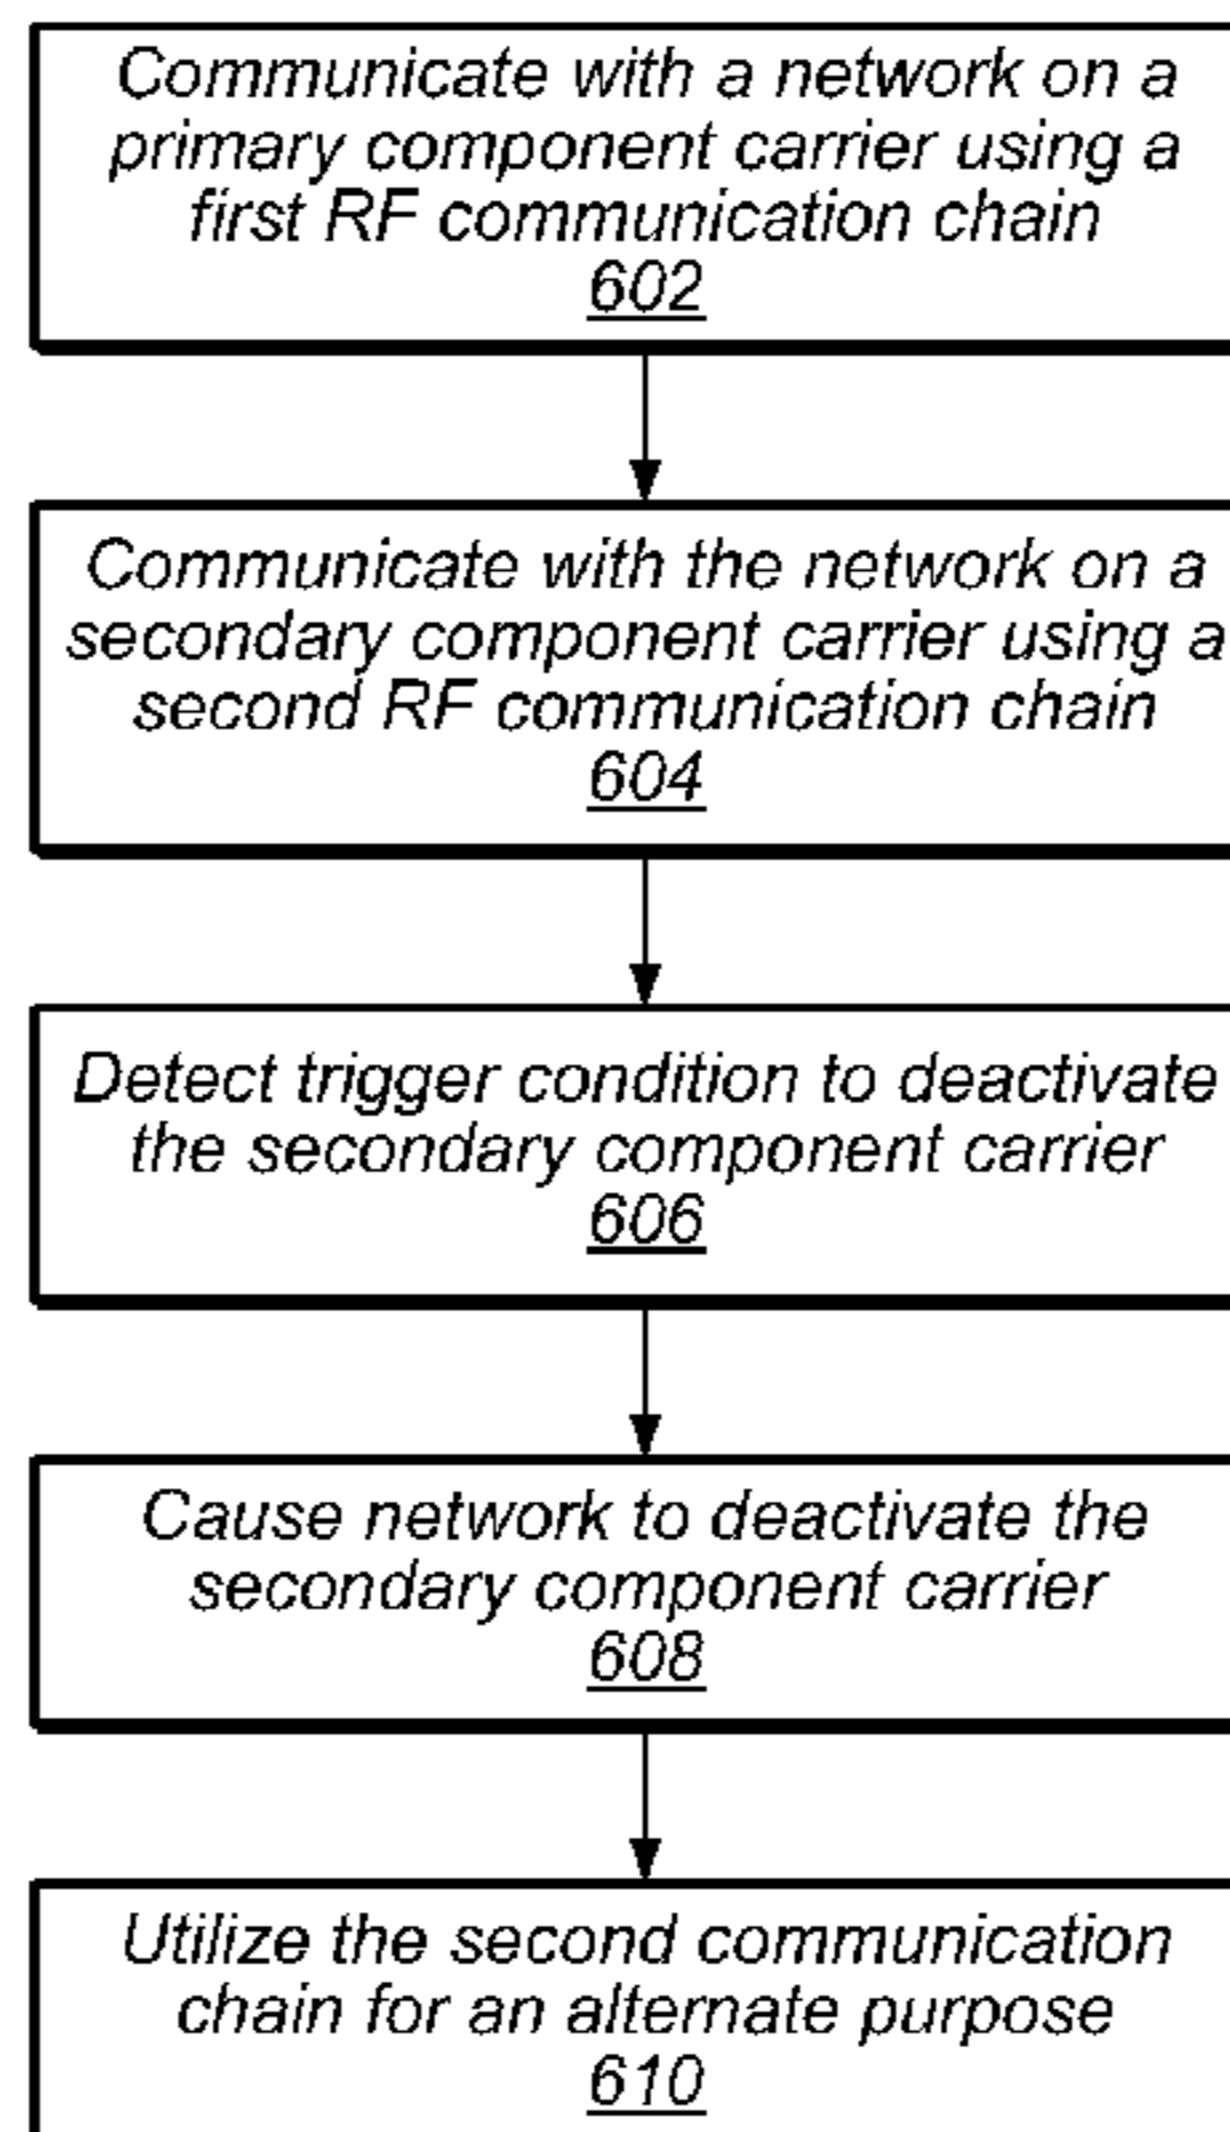 Communicate with a network on a
primary component carrier using a
first RF communication chain
602
Communicate with the network on a
secondary component carrier using a
second RF communication chain
604
Detect trigger condition to deactivate
the secondary component carrier
606
Cause network to deactivate the
secondary component carrier
608
Utilize the second communication
chain for an alternate purpose
610